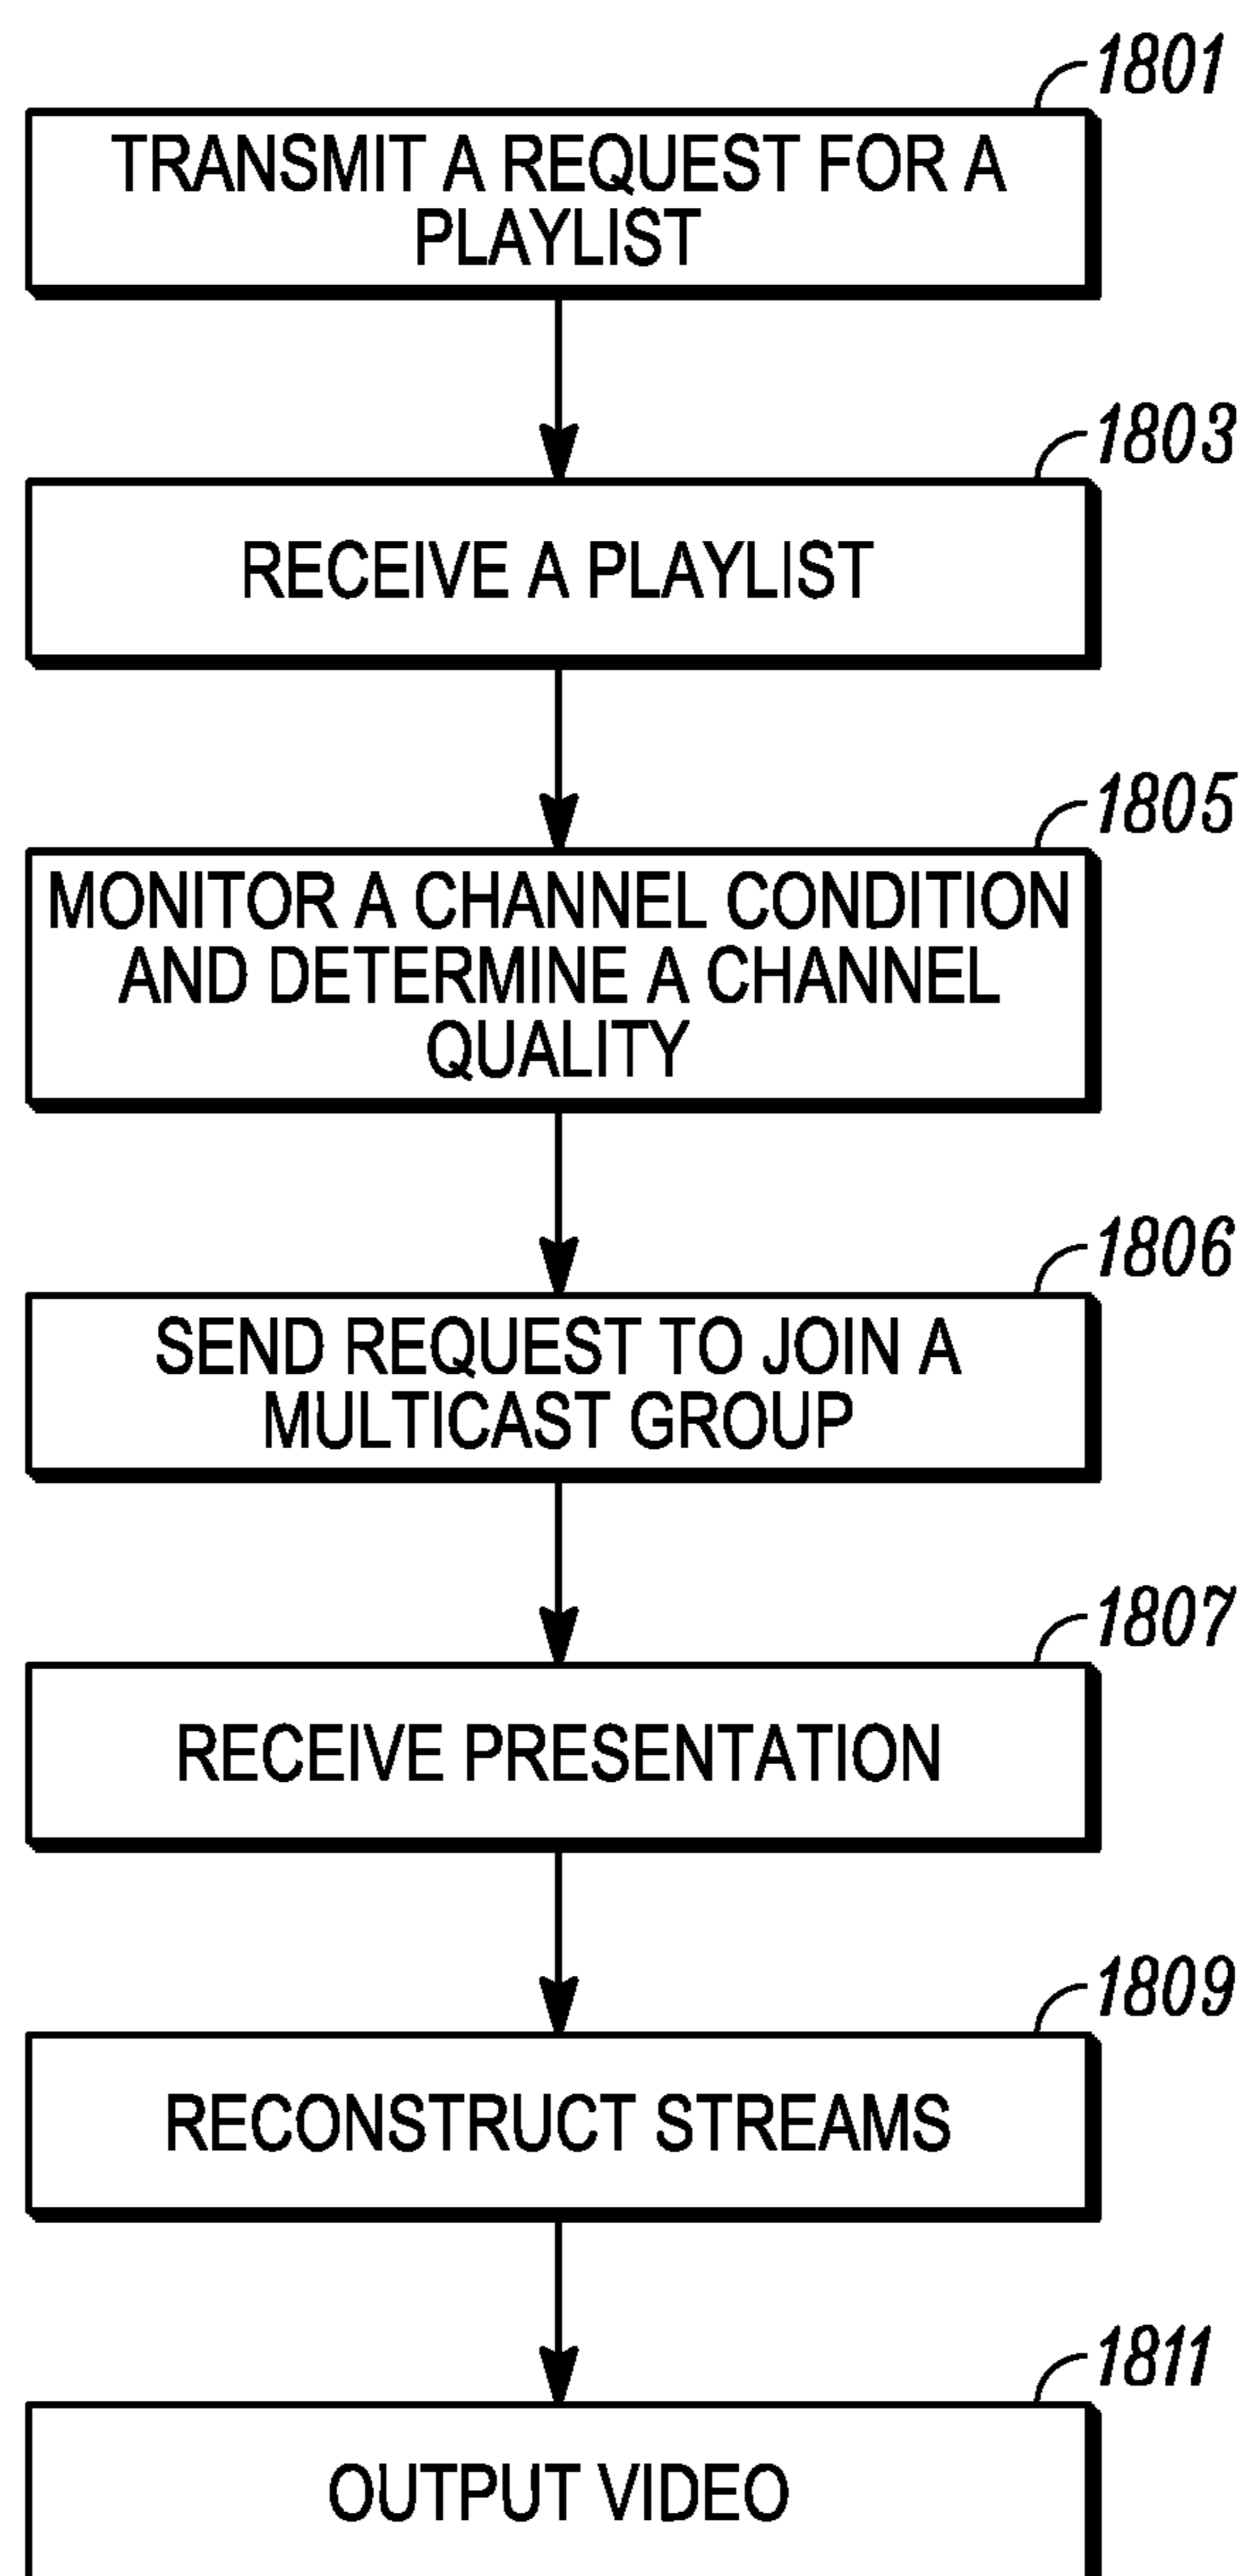 1801
TRANSMIT A REQUEST FOR A
PLAYLIST
1803
RECEIVE A PLAYLIST
1805
MONITOR A CHANNEL CONDITION
AND DETERMINE A CHANNEL
QUALITY
1806
SEND REQUEST TO JOIN A
MULTICAST GROUP
1807
RECEIVE PRESENTATION
1809
RECONSTRUCT STREAMS
1811
OUTPUT VIDEO